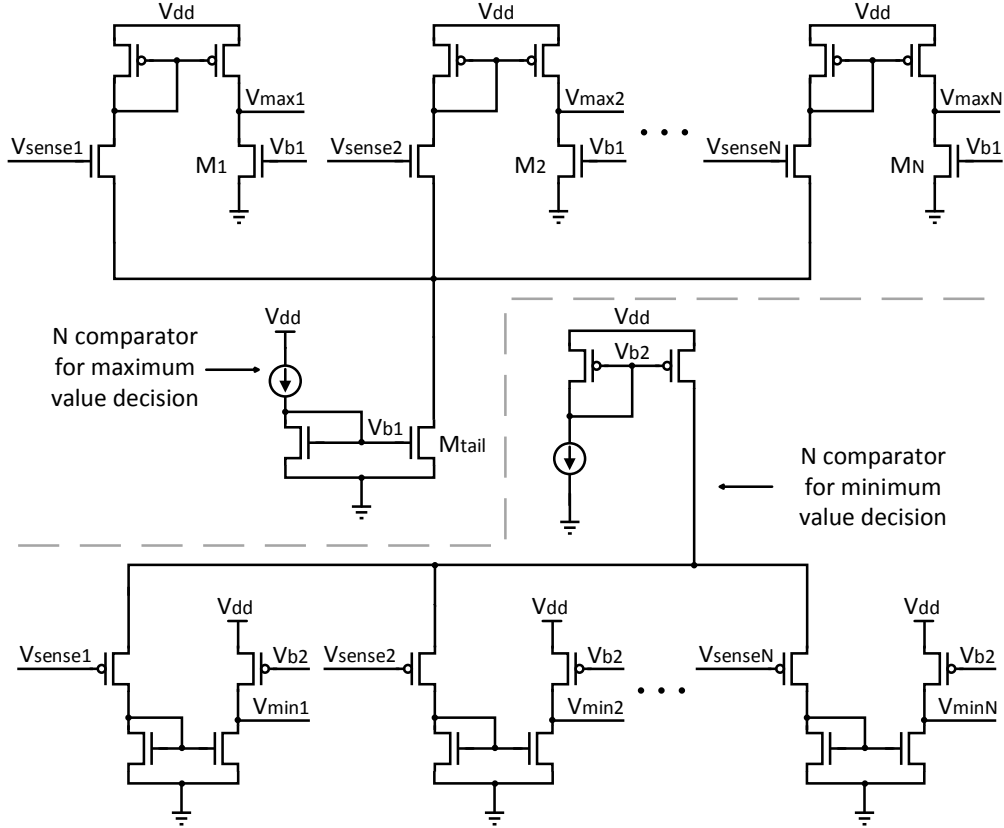 Vdd
Vdd
Vdd
Vmax1
Vmax2
VmaxN
Vsense1
M1
Vb1
Vsense2
M2
Vb1
VsenseN
MN
Vb1
N comparator
for maximum
value decision
Vdd
Vb1
Mtail
Vdd
Vb2
N comparator
for minimum
value decision
Vdd
Vdd
Vdd
Vsense1
Vb2
Vsense2
Vb2
VsenseN
Vb2
Vmin1
Vmin2
VminN